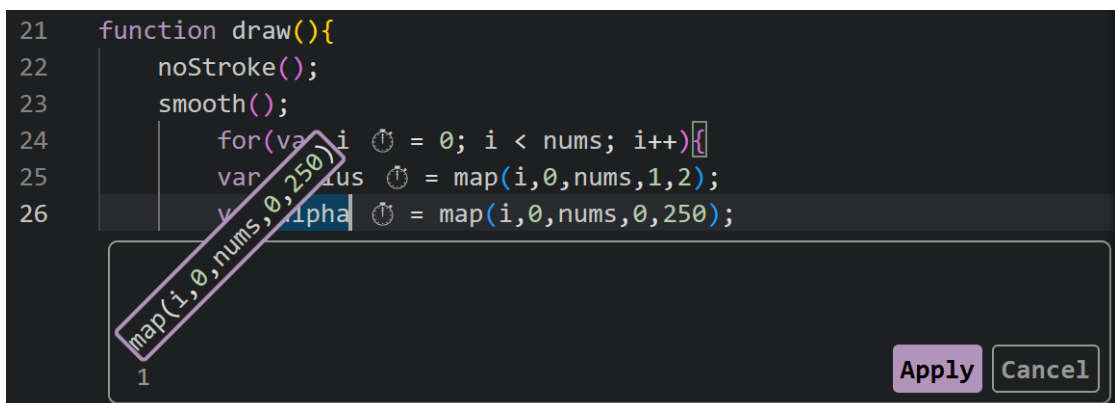 21 function draw(){
22 noStroke();
23 smooth();
24 for(var i = 0; i < nums; i++){
25 var ius = map(i,0,nums,1,2);
26 v lpha = map(i,0,nums,0,250);
map(i,0,nums,0,250)
1
Apply Cancel